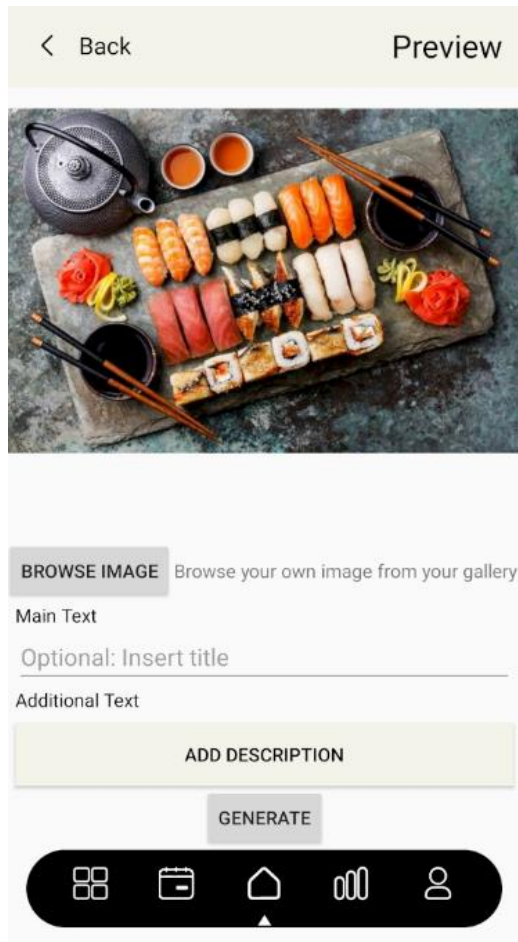 Back
Preview
BROWSE IMAGE
Browse your own image from your gallery
Main Text
Optional: Insert title
Additional Text
ADD DESCRIPTION
GENERATE